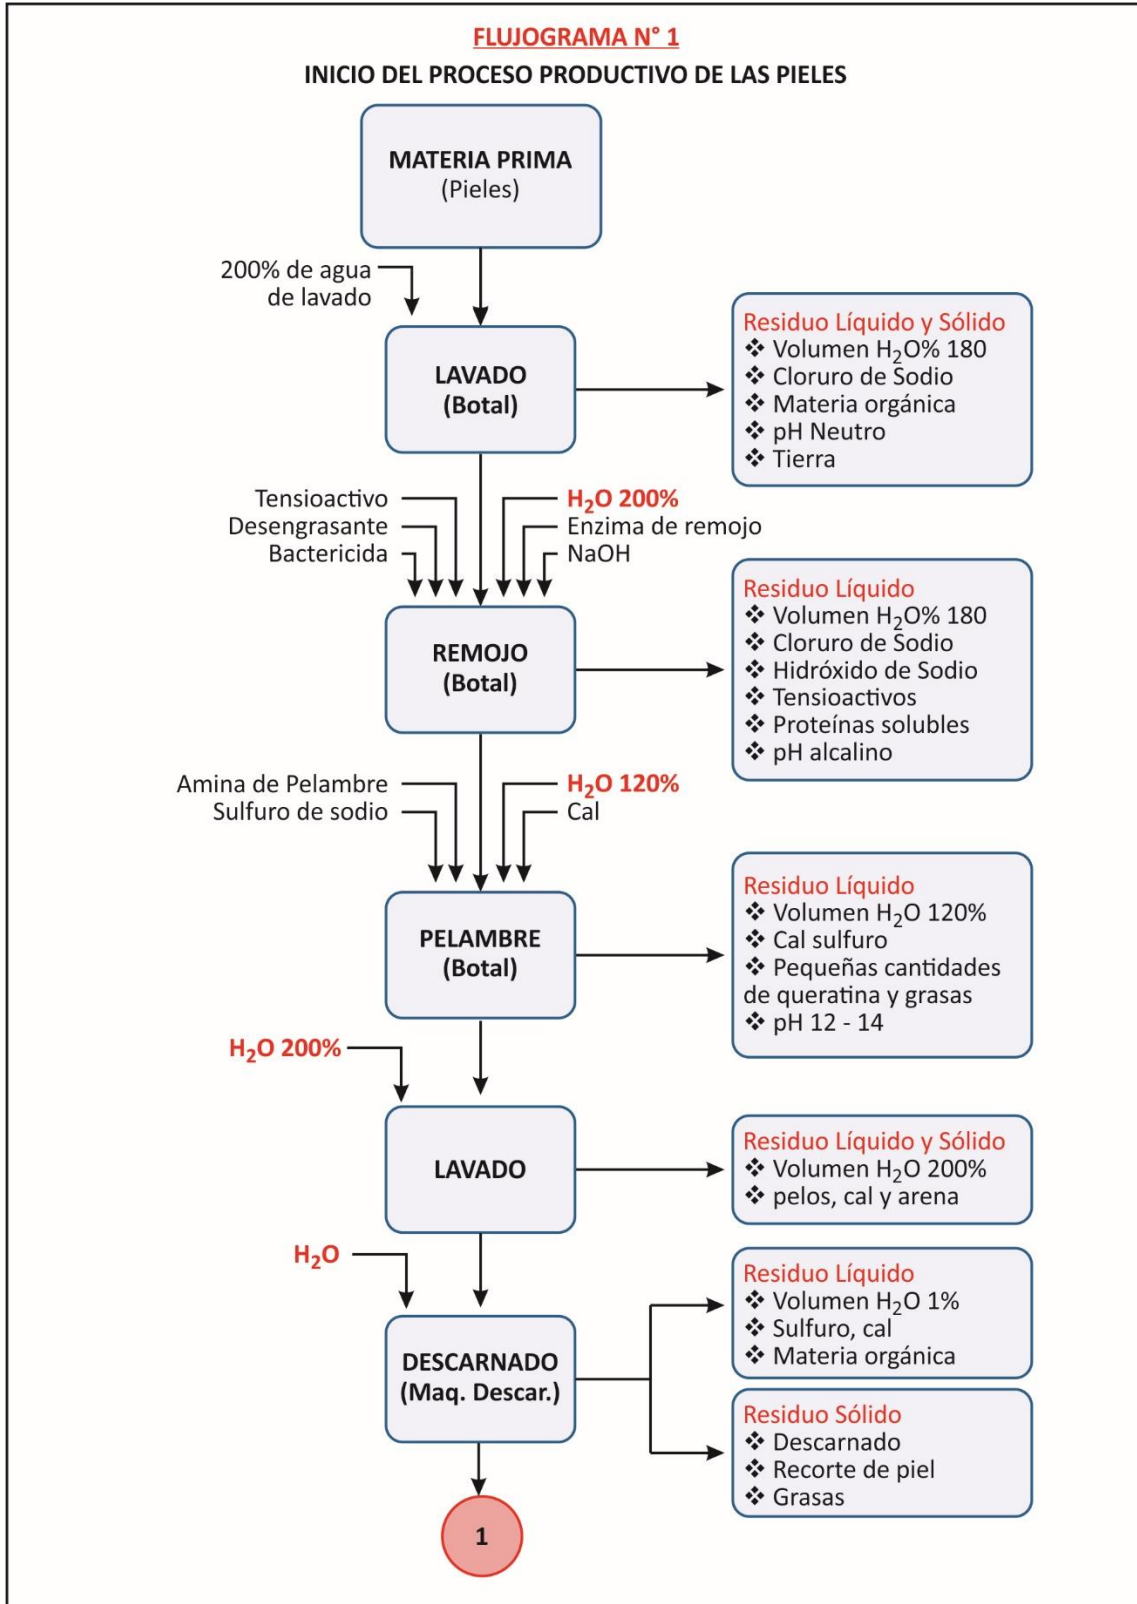 FLUJOGRAMA N° 1
INICIO DEL PROCESO PRODUCTIVO DE LAS PIELES
MATERIA PRIMA
(Pieles)
200% de agua
de lavado
LAVADO
(Botal)
Residuo Líquido y Sólido
❖ Volumen H₂O% 180
❖ Cloruro de Sodio
❖ Materia orgánica
❖ pH Neutro
❖ Tierra
Tensioactivo
Desengrasante
Bactericida
H₂O 200%
Enzima de remojo
NaOH
REMOJO
(Botal)
Residuo Líquido
❖ Volumen H₂O% 180
❖ Cloruro de Sodio
❖ Hidróxido de Sodio
❖ Tensioactivos
❖ Proteínas solubles
❖ pH alcalino
Amina de Pelambre
Sulfuro de sodio
H₂O 120%
Cal
PELAMBRE
(Botal)
Residuo Líquido
❖ Volumen H₂O 120%
❖ Cal sulfuro
❖ Pequeñas cantidades
de queratina y grasas
❖ pH 12 - 14
H₂O 200%
LAVADO
Residuo Líquido y Sólido
❖ Volumen H₂O 200%
❖ pelos, cal y arena
H₂O
DESCARNADO
(Maq. Descar.)
Residuo Líquido
❖ Volumen H₂O 1%
❖ Sulfuro, cal
❖ Materia orgánica
Residuo Sólido
❖ Descarnado
❖ Recorte de piel
❖ Grasas
1